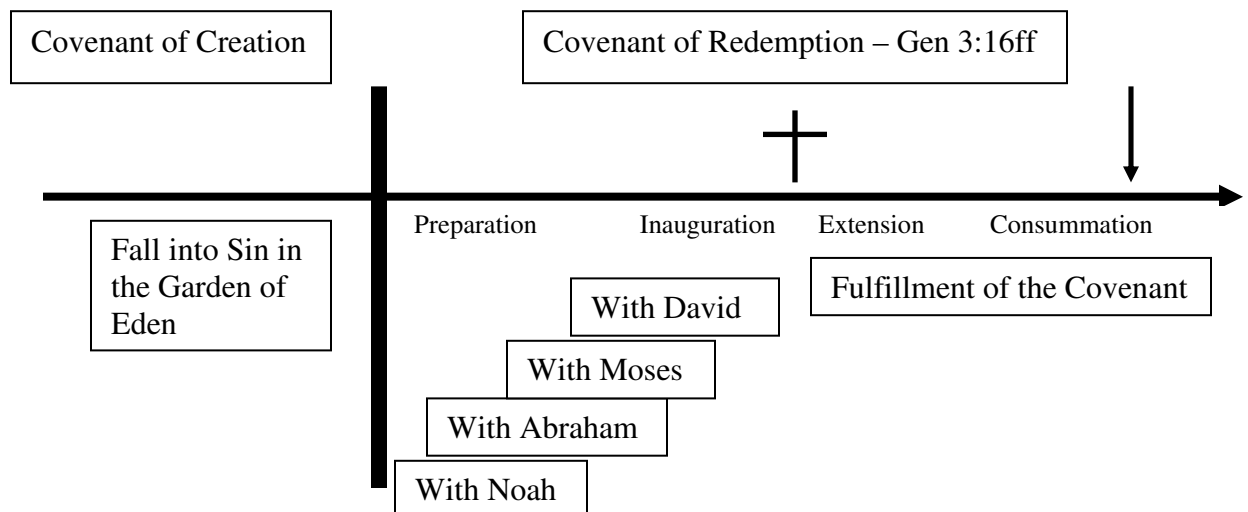 Covenant of Creation
Covenant of Redemption – Gen 3:16ff
Preparation
Inauguration
Extension
Consummation
Fall into Sin in
the Garden of
Eden
Fulfillment of the Covenant
With David
With Moses
With Abraham
With Noah